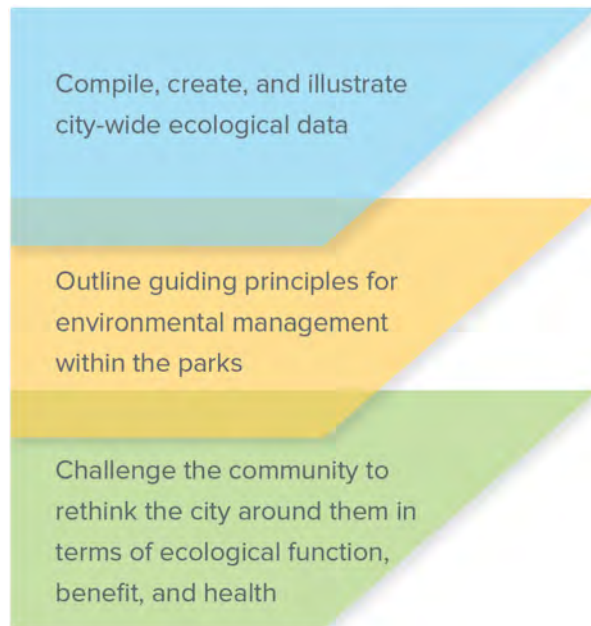 Compile, create, and illustrate
city-wide ecological data
Outline guiding principles for
environmental management
within the parks
Challenge the community to
rethink the city around them in
terms of ecological function,
benefit, and health